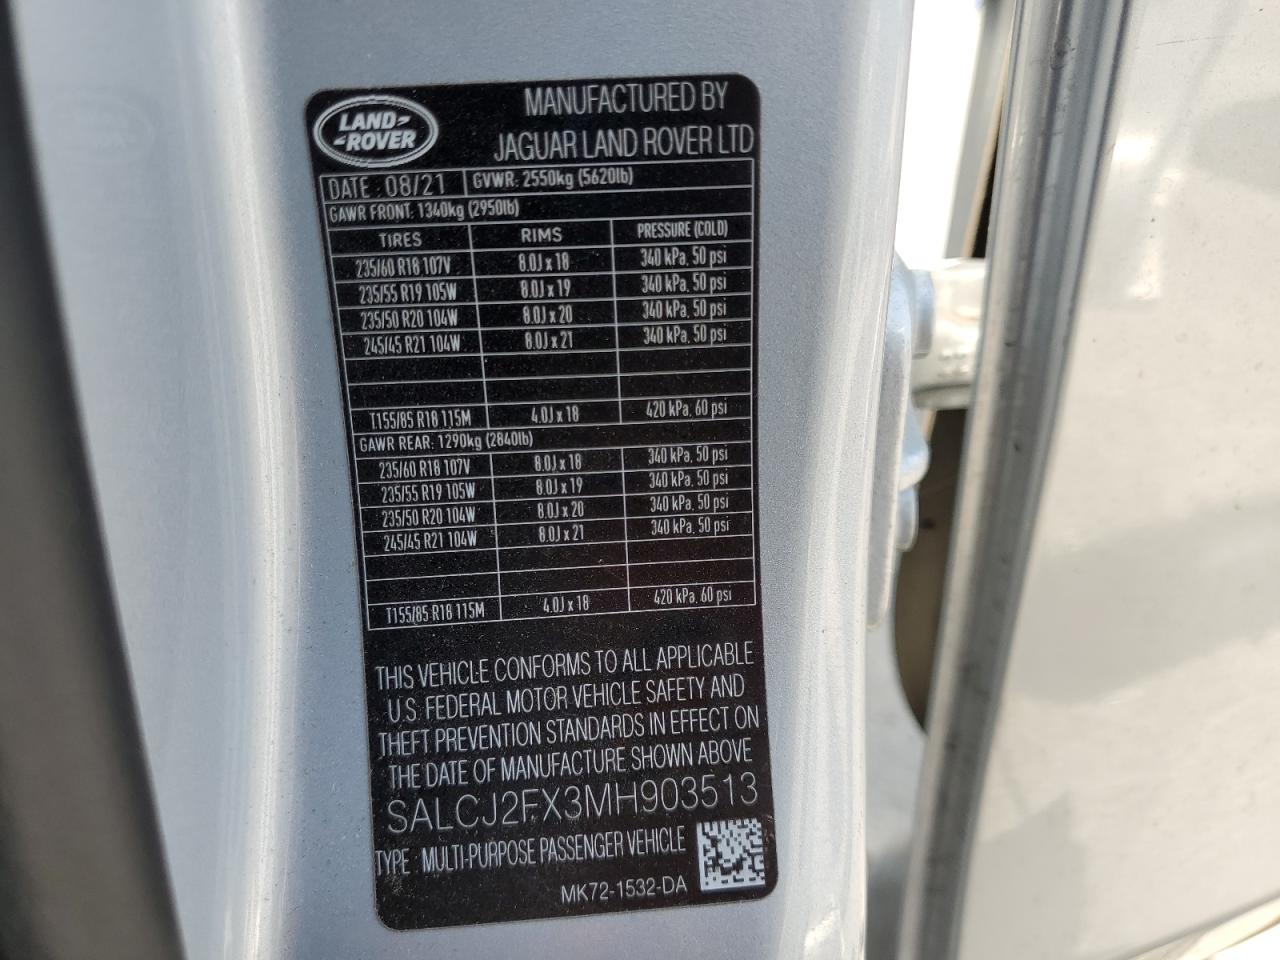 LAND-
-ROVER
MANUFACTURED BY
JAGUAR LAND ROVER LTD
DATE 08/21 GVWR: 2550kg (5620lb)
GAWR FRONT: 1340kg (2950lb)
TIRES RIMS PRESSURE (COLD)
235/60 R18 107V 8.0J x 18 340 kPa, 50 psi
235/55 R19 105W 8.0J x 19 340 kPa, 50 psi
235/50 R20 104W 8.0J x 20 340 kPa, 50 psi
245/45 R21 104W 8.0J x 21 340 kPa, 50 psi
T155/85 R18 115M 4.0J x 18 420 kPa, 60 psi
GAWR REAR: 1290kg (2840lb)
235/60 R18 107V 8.0J x 18 340 kPa, 50 psi
235/55 R19 105W 8.0J x 19 340 kPa, 50 psi
235/50 R20 104W 8.0J x 20 340 kPa, 50 psi
245/45 R21 104W 8.0J x 21 340 kPa, 50 psi
T155/85 R18 115M 4.0J x 18 420 kPa, 60 psi
THIS VEHICLE CONFORMS TO ALL APPLICABLE
U.S. FEDERAL MOTOR VEHICLE SAFETY AND
THEFT PREVENTION STANDARDS IN EFFECT ON
THE DATE OF MANUFACTURE SHOWN ABOVE
SALCJ2FX3MH903513
TYPE: MULTI-PURPOSE PASSENGER VEHICLE
MK72-1532-DA